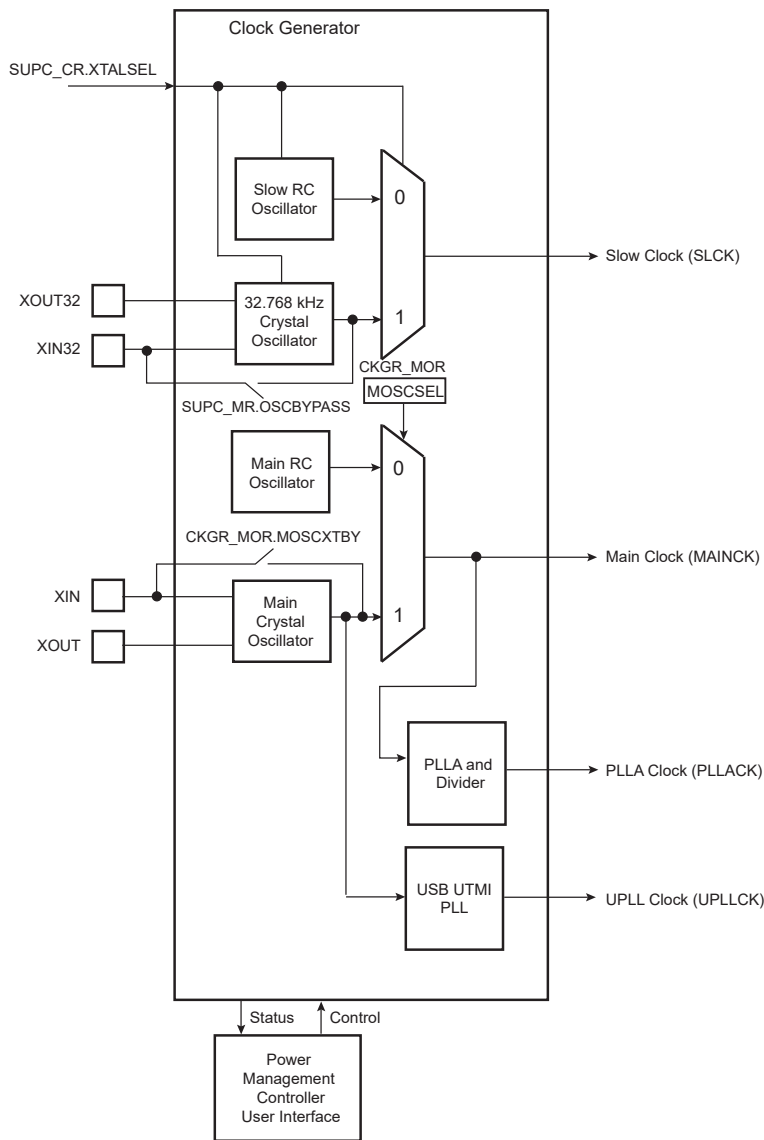 Clock Generator
SUPC_CR.XTALSEL
Slow RC
Oscillator
0
Slow Clock (SLCK)
XOUT32
32.768 kHz
Crystal
Oscillator
1
XIN32
CKGR_MOR
MOSCSEL
SUPC_MR.OSCBYPASS
Main RC
Oscillator
0
CKGR_MOR.MOSCXTBY
Main Clock (MAINCK)
XIN
Main
Crystal
Oscillator
1
XOUT
PLLA and
Divider
PLLA Clock (PLLACK)
USB UTMI
PLL
UPLL Clock (UPLLCK)
Status
Control
Power
Management
Controller
User Interface